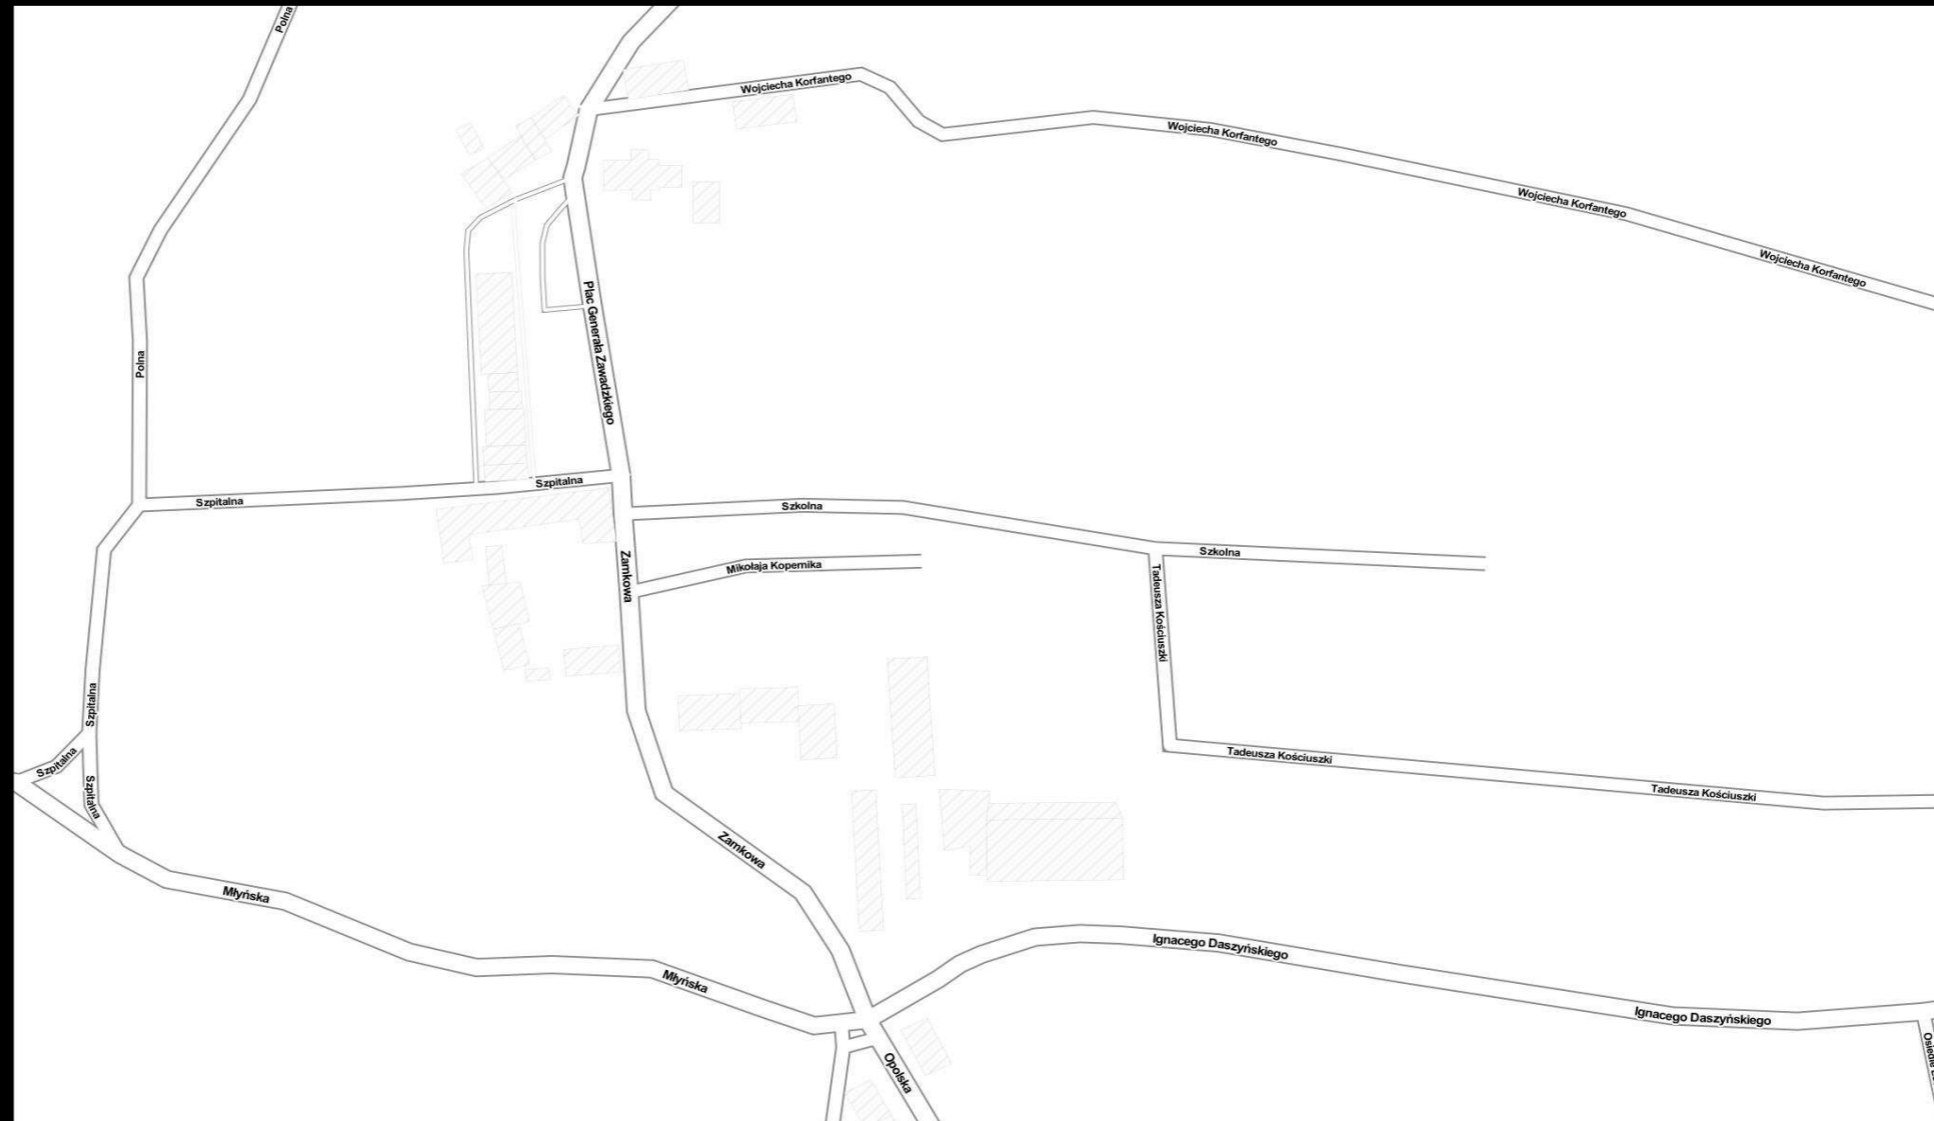 Polna
Wojciecha Korfantego
Wojciecha Korfantego
Wojciecha Korfantego
Wojciecha Korfantego
Plac Generała Zawadzkiego
Polna
Szpitalna
Szpitalna
Szkolna
Szkolna
Zamkowa
Mikołaja Kopernika
Tadeusza Kościuszki
Szpitalna
Szpitalna
Szpitalna
Tadeusza Kościuszki
Tadeusza Kościuszki
Zamkowa
Młyńska
Ignacego Daszyńskiego
Młyńska
Ignacego Daszyńskiego
Opolska
Osiedle